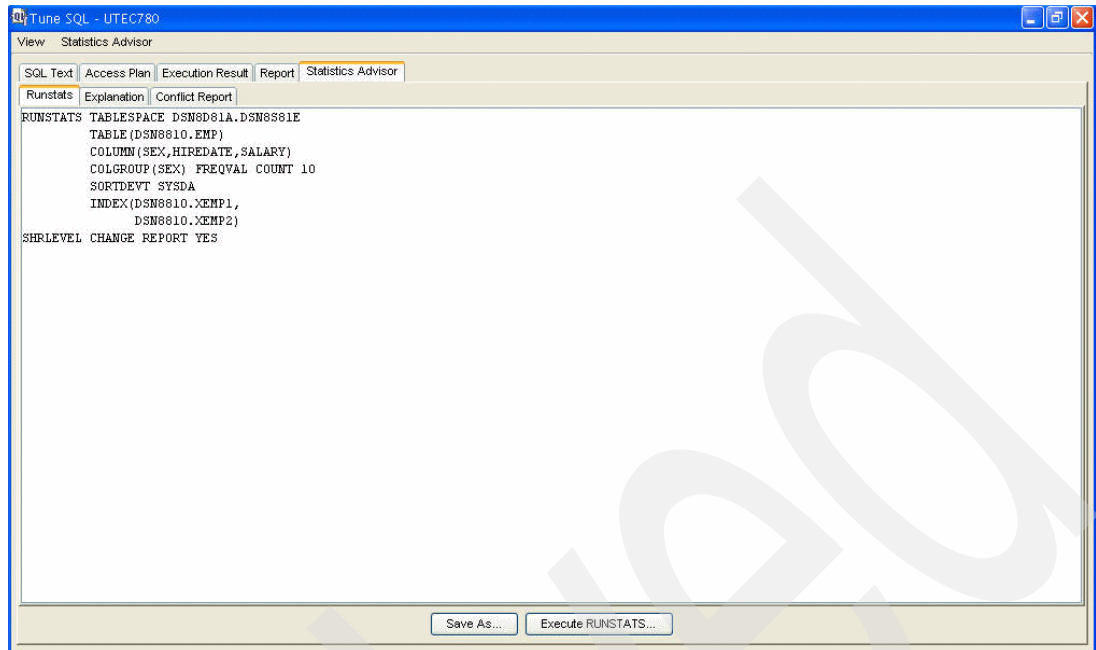 Tune SQL - UTEC780
View Statistics Advisor
SQL Text Access Plan Execution Result Report Statistics Advisor
Runstats Explanation Conflict Report
RUNSTATS TABLESPACE DSN8D81A.DSN8S81E
TABLE(DSN8810.EMP)
COLUMN(SEX,HIREDATE,SALARY)
COLGROUP(SEX) FREQVAL COUNT 10
SORTDEVT SYSDA
INDEX(DSN8810.XEMP1,
DSN8810.XEMP2)
SHRLEVEL CHANGE REPORT YES
Save As... Execute RUNSTATS...